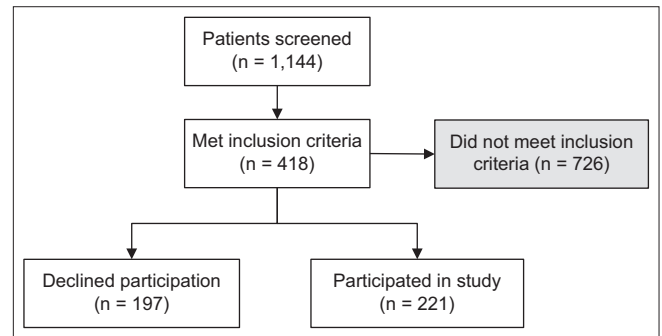 Patients screened
(n = 1,144)
Met inclusion criteria
(n = 418)
Did not meet inclusion
criteria (n = 726)
Declined participation
(n = 197)
Participated in study
(n = 221)